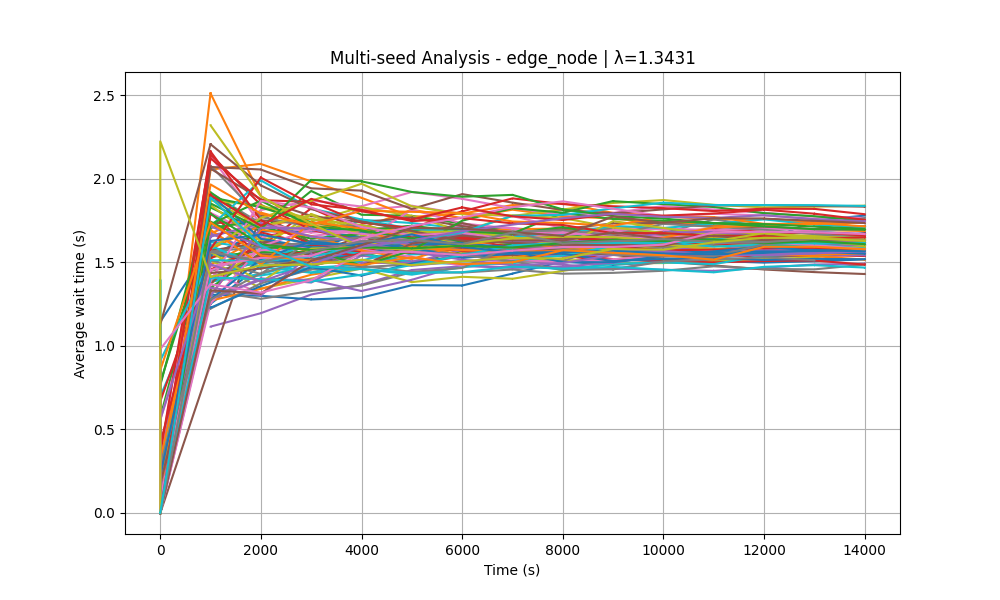 Multi-seed Analysis - edge_node | λ=1.3431
Average wait time (s)
2.5
2.0
1.5
1.0
0.5
0.0
0 2000 4000 6000 8000 10000 12000 14000
Time (s)